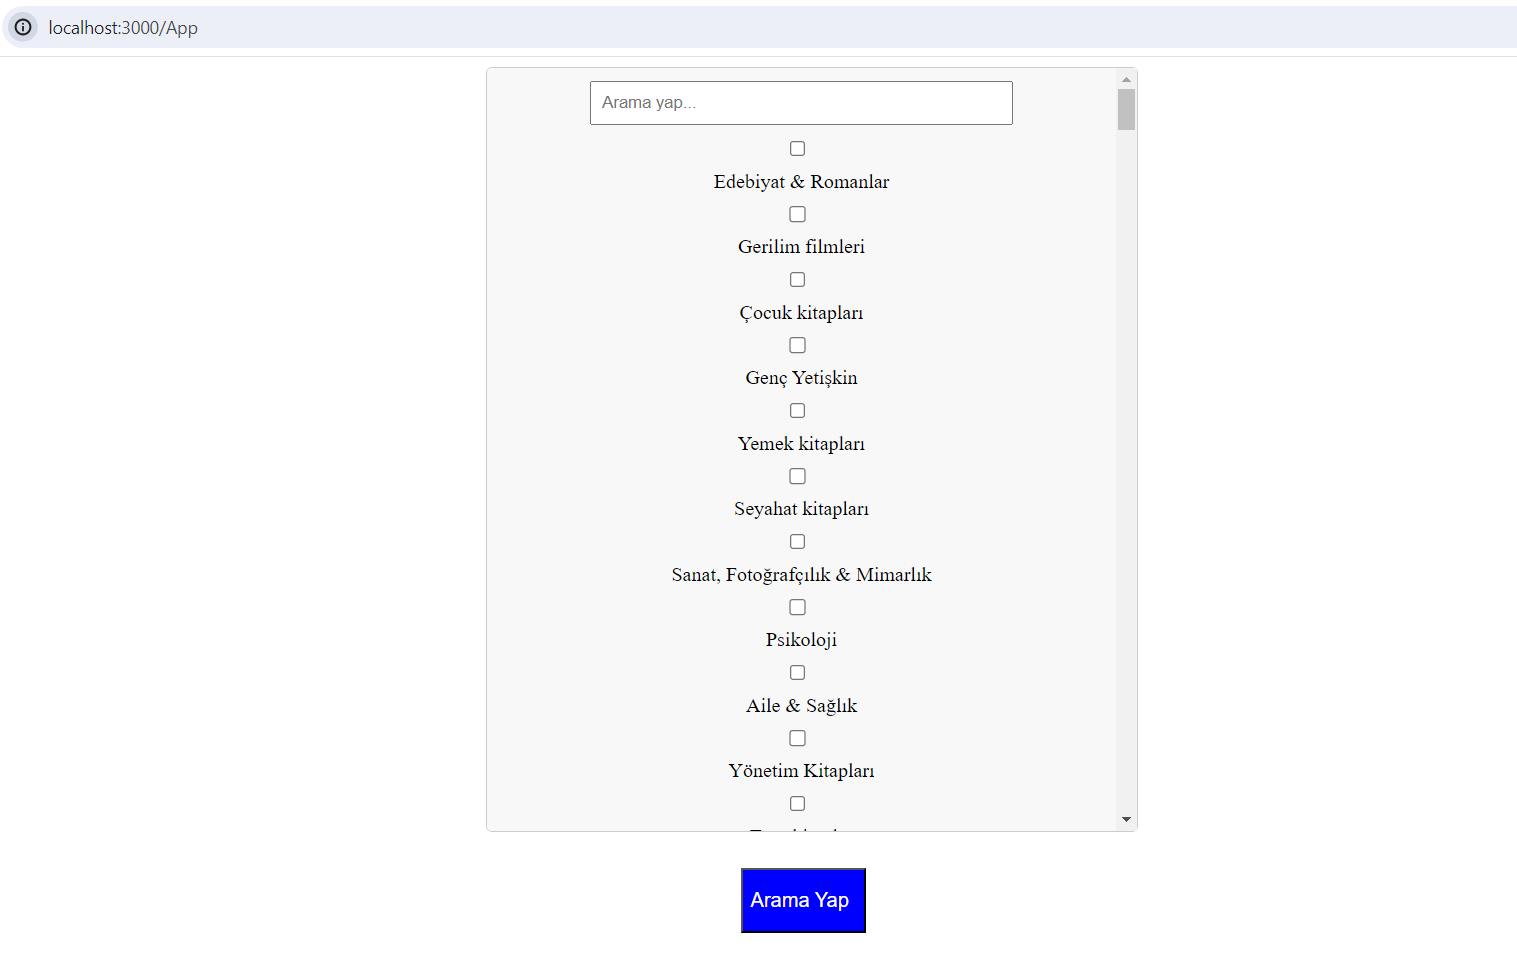 localhost:3000/App
Arama yap...
Edebiyat & Romanlar
Gerilim filmleri
Çocuk kitapları
Genç Yetişkin
Yemek kitapları
Seyahat kitapları
Sanat, Fotoğrafçılık & Mimarlık
Psikoloji
Aile & Sağlık
Yönetim Kitapları
Arama Yap